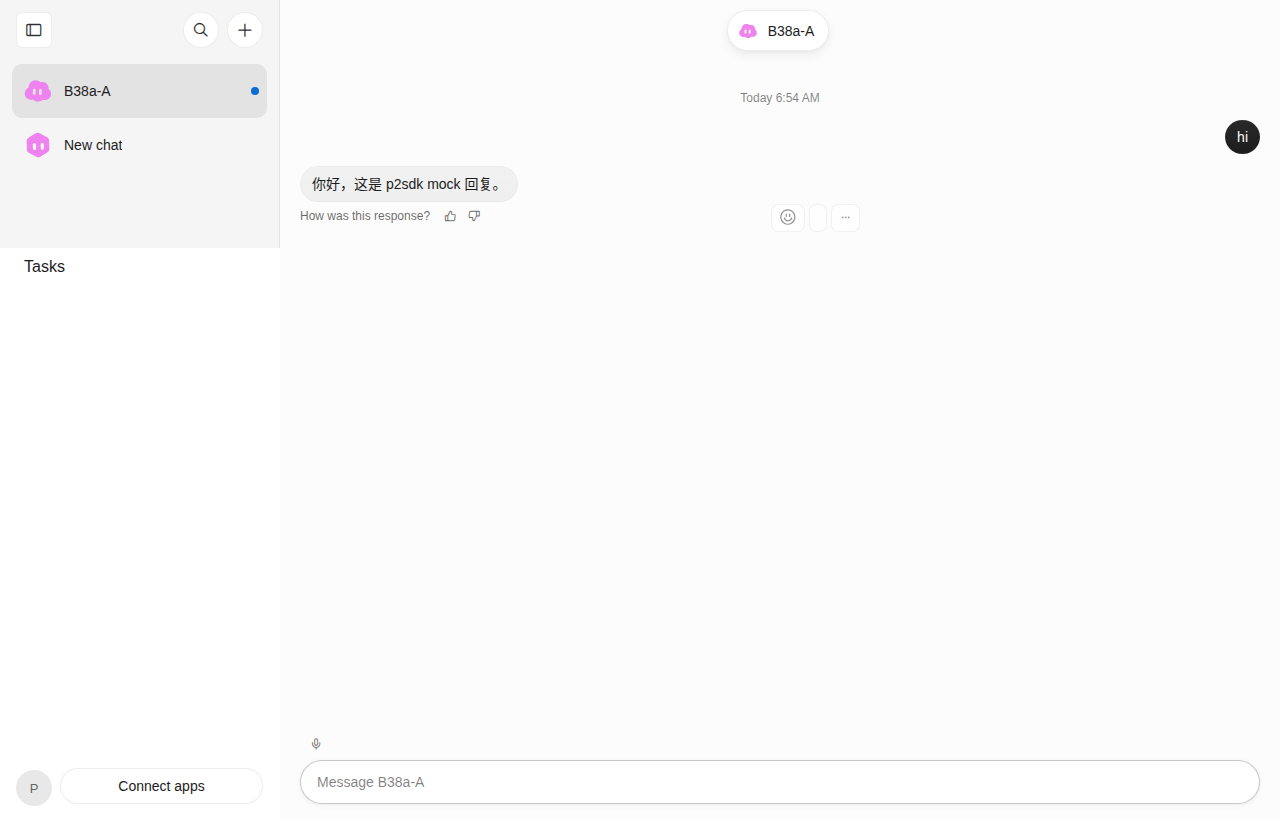 B38a-A
New chat
Tasks
P
Connect apps
B38a-A
Today 6:54 AM
hi
你好，这是 p2sdk mock 回复。
How was this response?
Message B38a-A